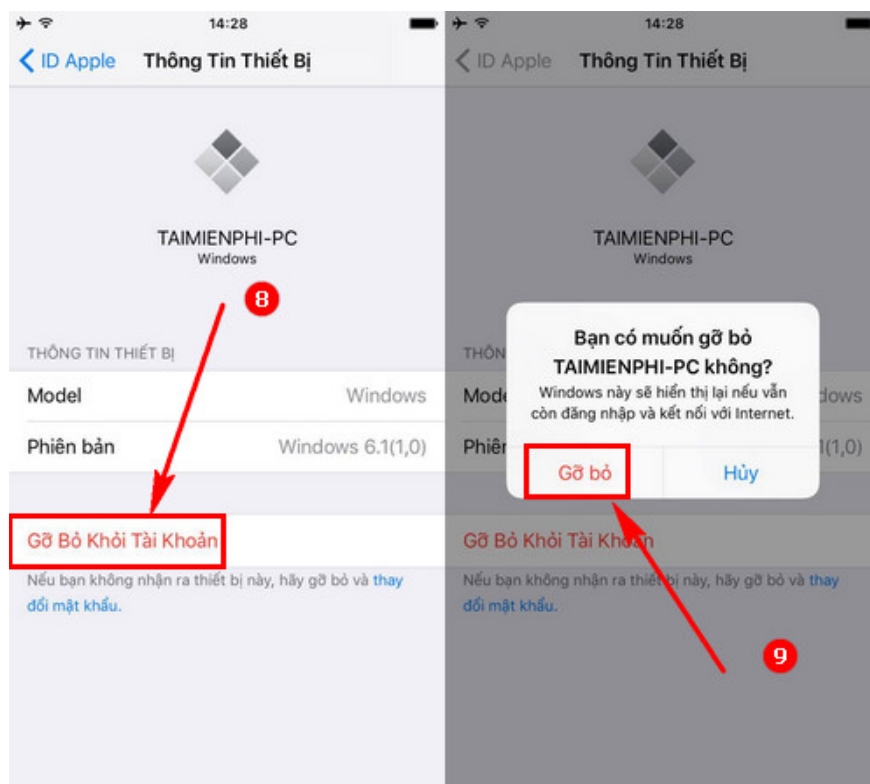 14:28
ID Apple Thông Tin Thiết Bị
TAIMIENPHI-PC
Windows
8
THÔNG TIN THIẾT BỊ
Model Windows
Phiên bản Windows 6.1(1,0)
Gỡ Bỏ Khỏi Tài Khoản
Nếu bạn không nhận ra thiết bị này, hãy gỡ bỏ và thay
đổi mật khẩu.
14:28
ID Apple Thông Tin Thiết Bị
TAIMIENPHI-PC
Windows
Bạn có muốn gỡ bỏ
TAIMIENPHI-PC không?
Windows này sẽ hiển thị lại nếu vẫn
còn đăng nhập và kết nối với Internet.
Gỡ bỏ Hủy
Gỡ Bỏ Khỏi Tài Khoản
Nếu bạn không nhận ra thiết bị này, hãy gỡ bỏ và thay
đổi mật khẩu.
9